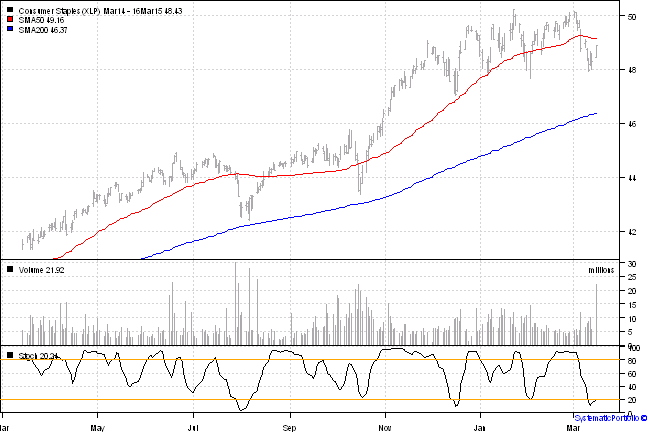 Consumer Staples (XLP) Mar14 - 16Mar15 48.43
SMA50 49.16
SMA200 46.37
50
48
46
44
42
Volume 21.92
millions
30
25
20
15
10
5
0
100
Stoch 20.24
80
60
40
20
0
SystematicPortfolio ©
Mar May Jul Sep Nov Jan Mar